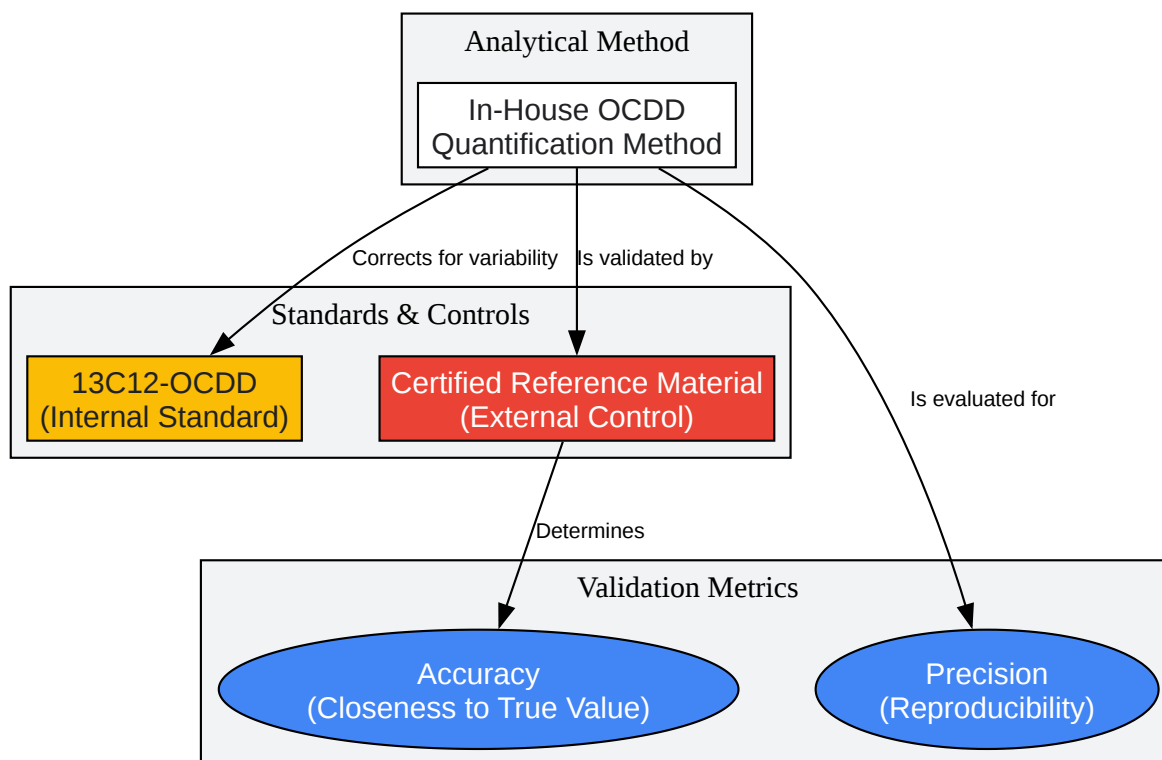 Analytical Method
In-House OCDD
Quantification Method
Corrects for variability
Is validated by
Standards & Controls
13C12-OCDD
(Internal Standard)
Certified Reference Material
(External Control)
Is evaluated for
Determines
Validation Metrics
Accuracy
(Closeness to True Value)
Precision
(Reproducibility)